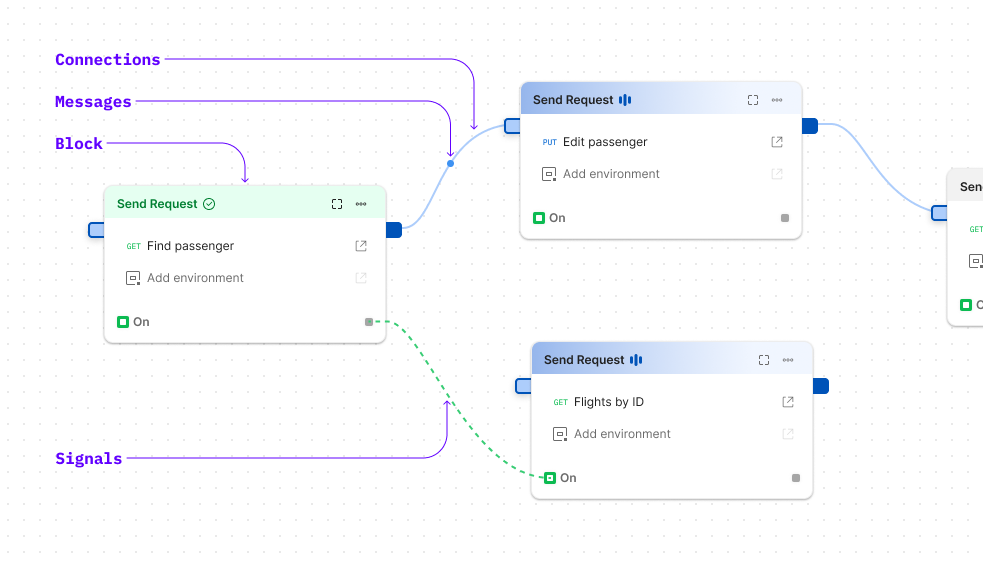 Connections
Messages
Block
Send Request
GET Find passenger
Add environment
On
Send Request
PUT Edit passenger
Add environment
On
Send Request
GET Flights by ID
Add environment
On
GET
Signals